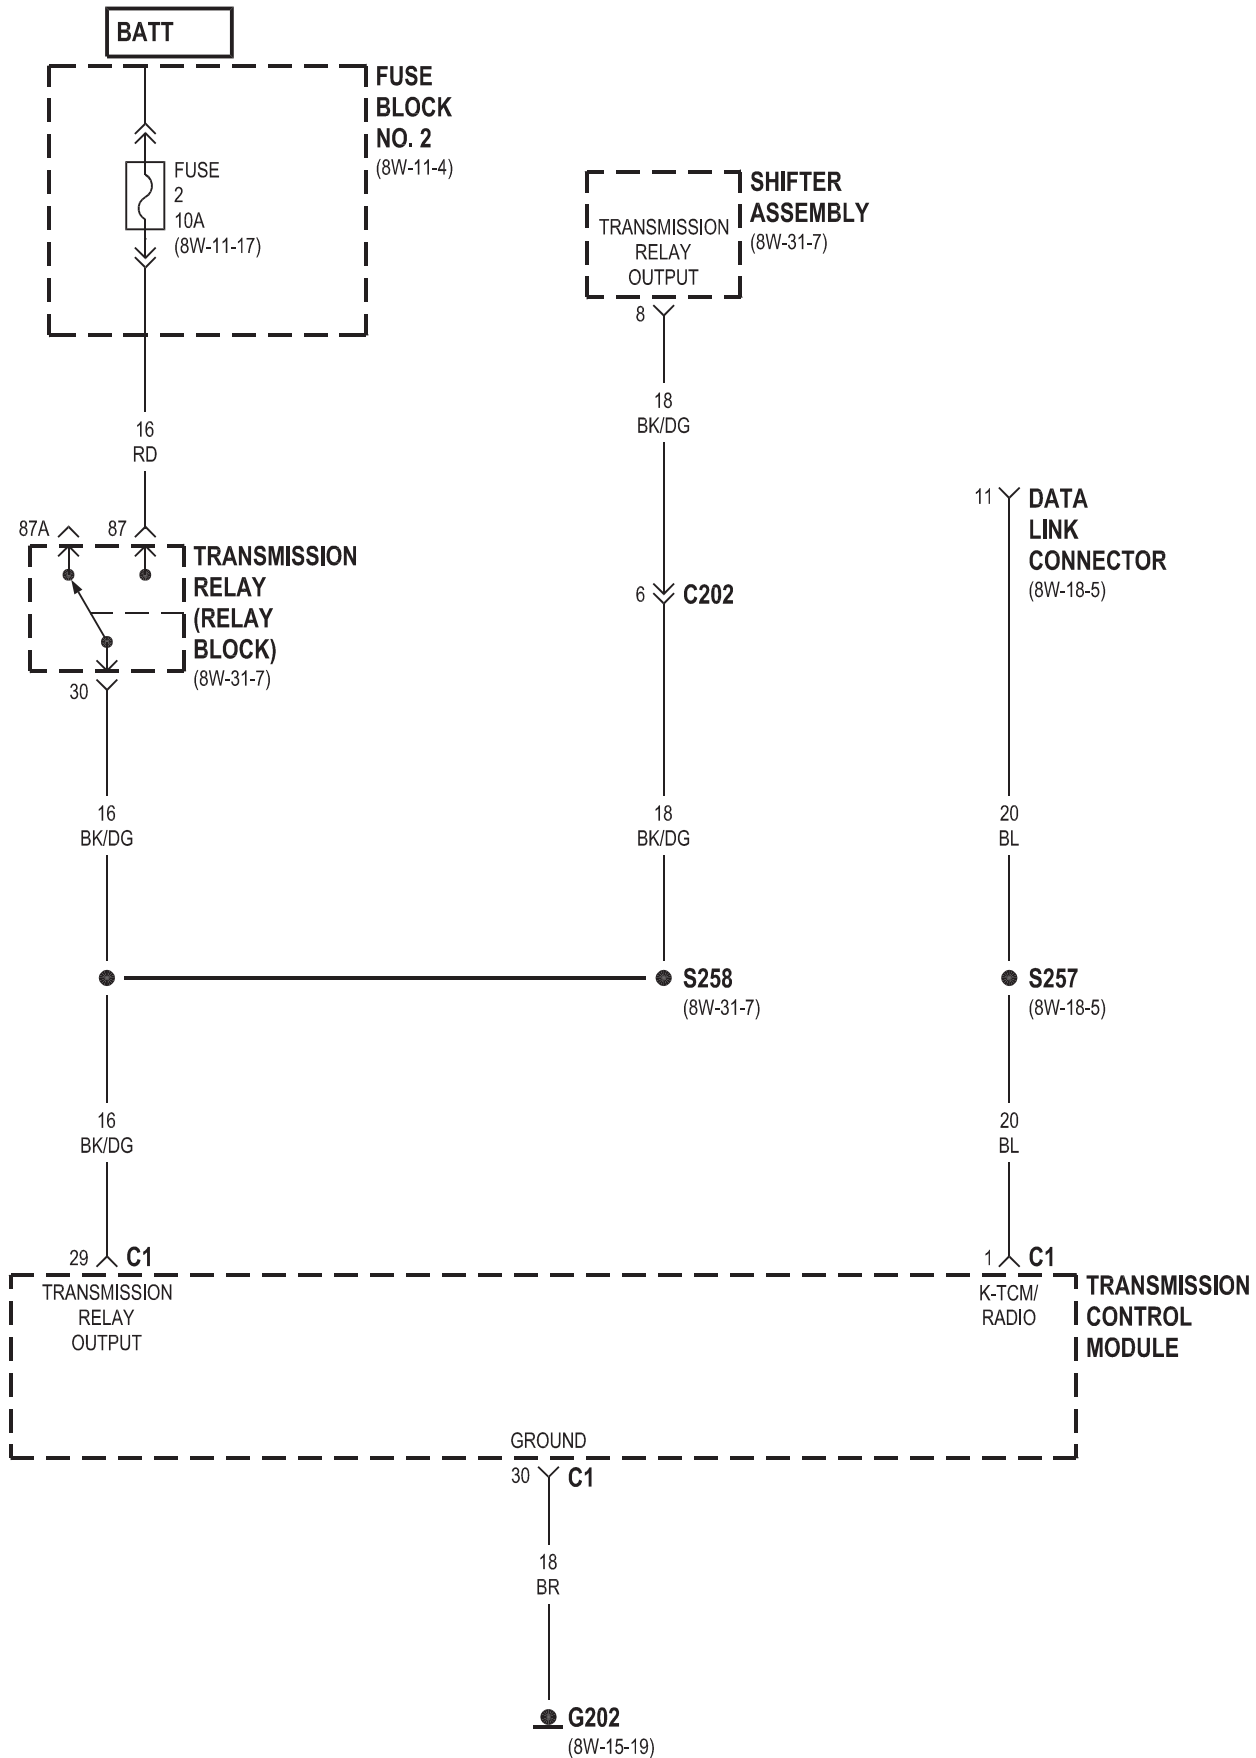 BATT
FUSE
BLOCK
NO. 2
(8W-11-4)
FUSE
2
10A
(8W-11-17)
SHIFTER
ASSEMBLY
(8W-31-7)
TRANSMISSION
RELAY
OUTPUT
8
18
BK/DG
16
RD
11
DATA
LINK
CONNECTOR
(8W-18-5)
87A
87
TRANSMISSION
RELAY
(RELAY
BLOCK)
(8W-31-7)
30
6
C202
16
BK/DG
18
BK/DG
20
BL
S258
(8W-31-7)
S257
(8W-18-5)
16
BK/DG
20
BL
29
C1
1
C1
TRANSMISSION
RELAY
OUTPUT
K-TCM/
RADIO
TRANSMISSION
CONTROL
MODULE
GROUND
30
C1
18
BR
G202
(8W-15-19)